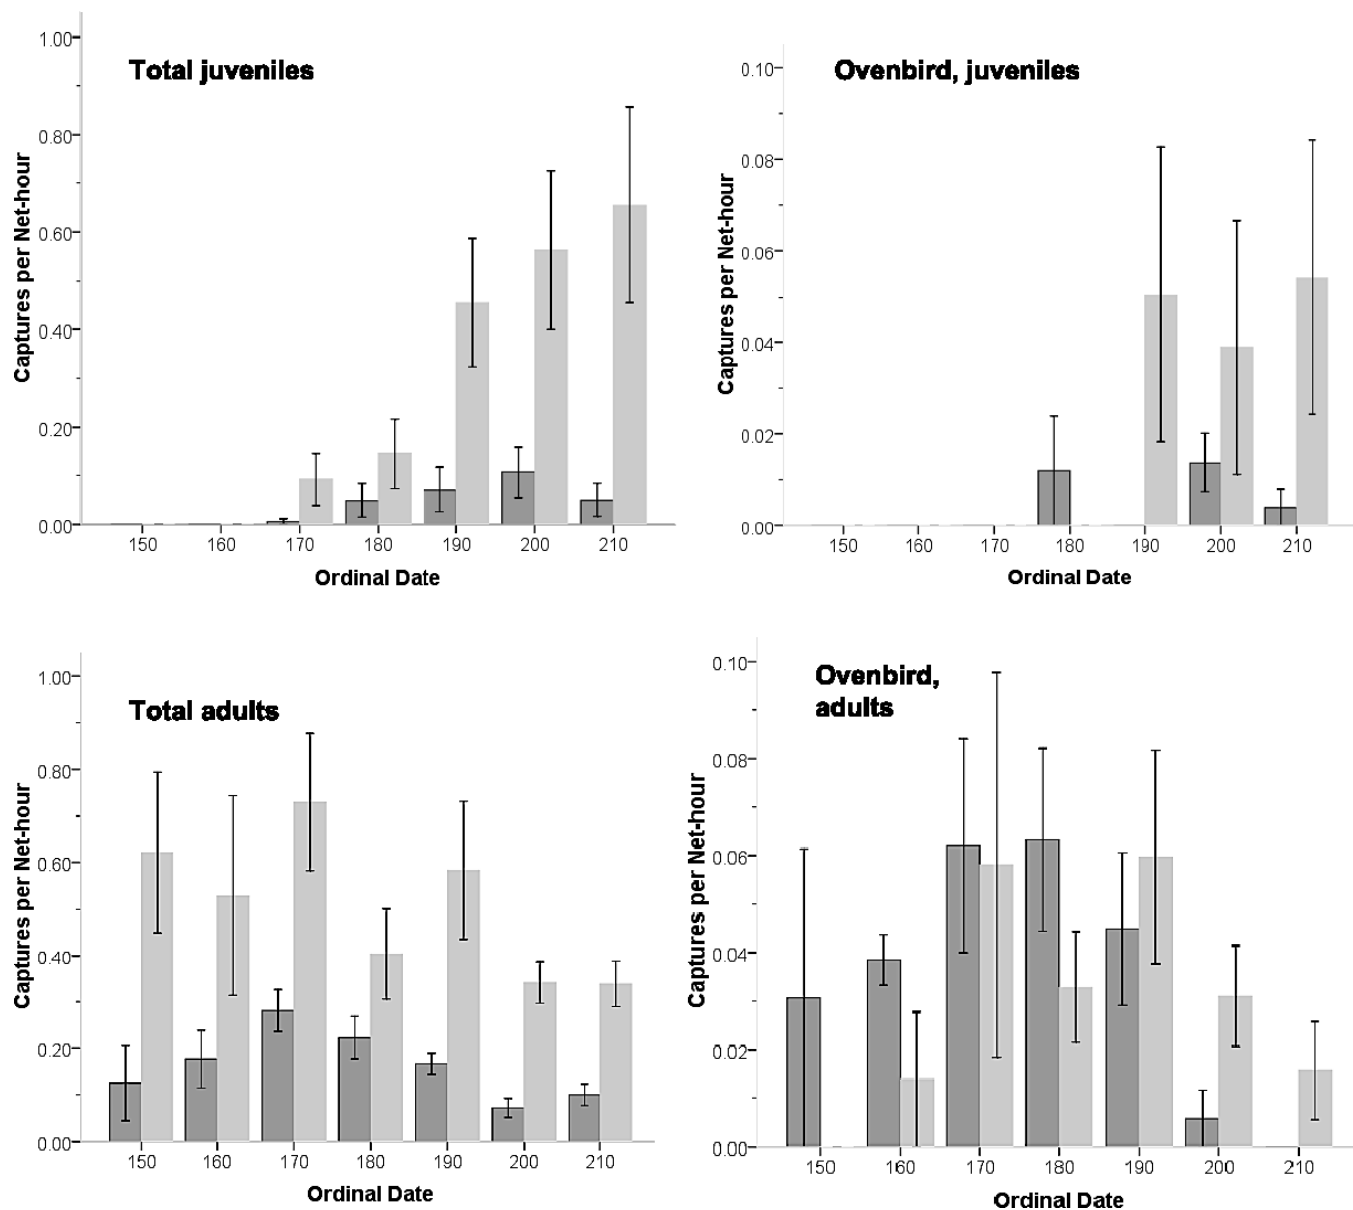 Total juveniles
Captures per Net-hour
1.00
0.80
0.60
0.40
0.20
0.00
150 160 170 180 190 200 210
Ordinal Date
Ovenbird, juveniles
Captures per Net-hour
0.10
0.08
0.06
0.04
0.02
0.00
150 160 170 180 190 200 210
Ordinal Date
Total adults
Captures per Net-hour
1.00
0.80
0.60
0.40
0.20
0.00
150 160 170 180 190 200 210
Ordinal Date
Ovenbird,
adults
Captures per Net-hour
0.10
0.08
0.06
0.04
0.02
0.00
150 160 170 180 190 200 210
Ordinal Date